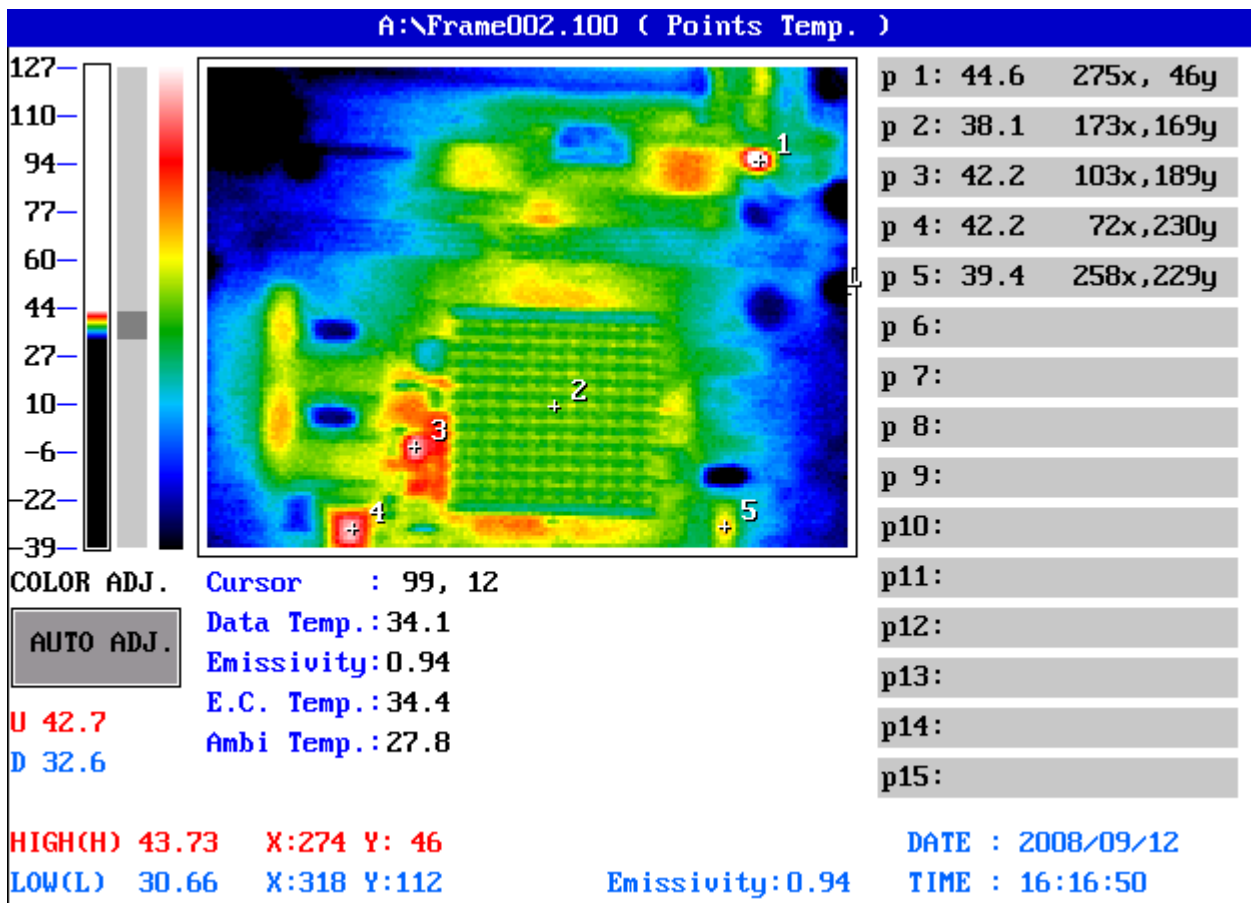 A:\Frame002.100 ( Points Temp. )
127
110
94
77
60
44
27
10
-6
-22
-39
COLOR ADJ.
AUTO ADJ.
U 42.7
D 32.6
1
2
3
4
5
Cursor : 99, 12
Data Temp.:34.1
Emissivity:0.94
E.C. Temp.:34.4
Ambi Temp.:27.8
p 1: 44.6 275x, 46y
p 2: 38.1 173x,169y
p 3: 42.2 103x,189y
p 4: 42.2 72x,230y
p 5: 39.4 258x,229y
p 6:
p 7:
p 8:
p 9:
p10:
p11:
p12:
p13:
p14:
p15:
HIGH(H) 43.73 X:274 Y: 46
LOW(L) 30.66 X:318 Y:112
Emissivity:0.94
DATE : 2008/09/12
TIME : 16:16:50